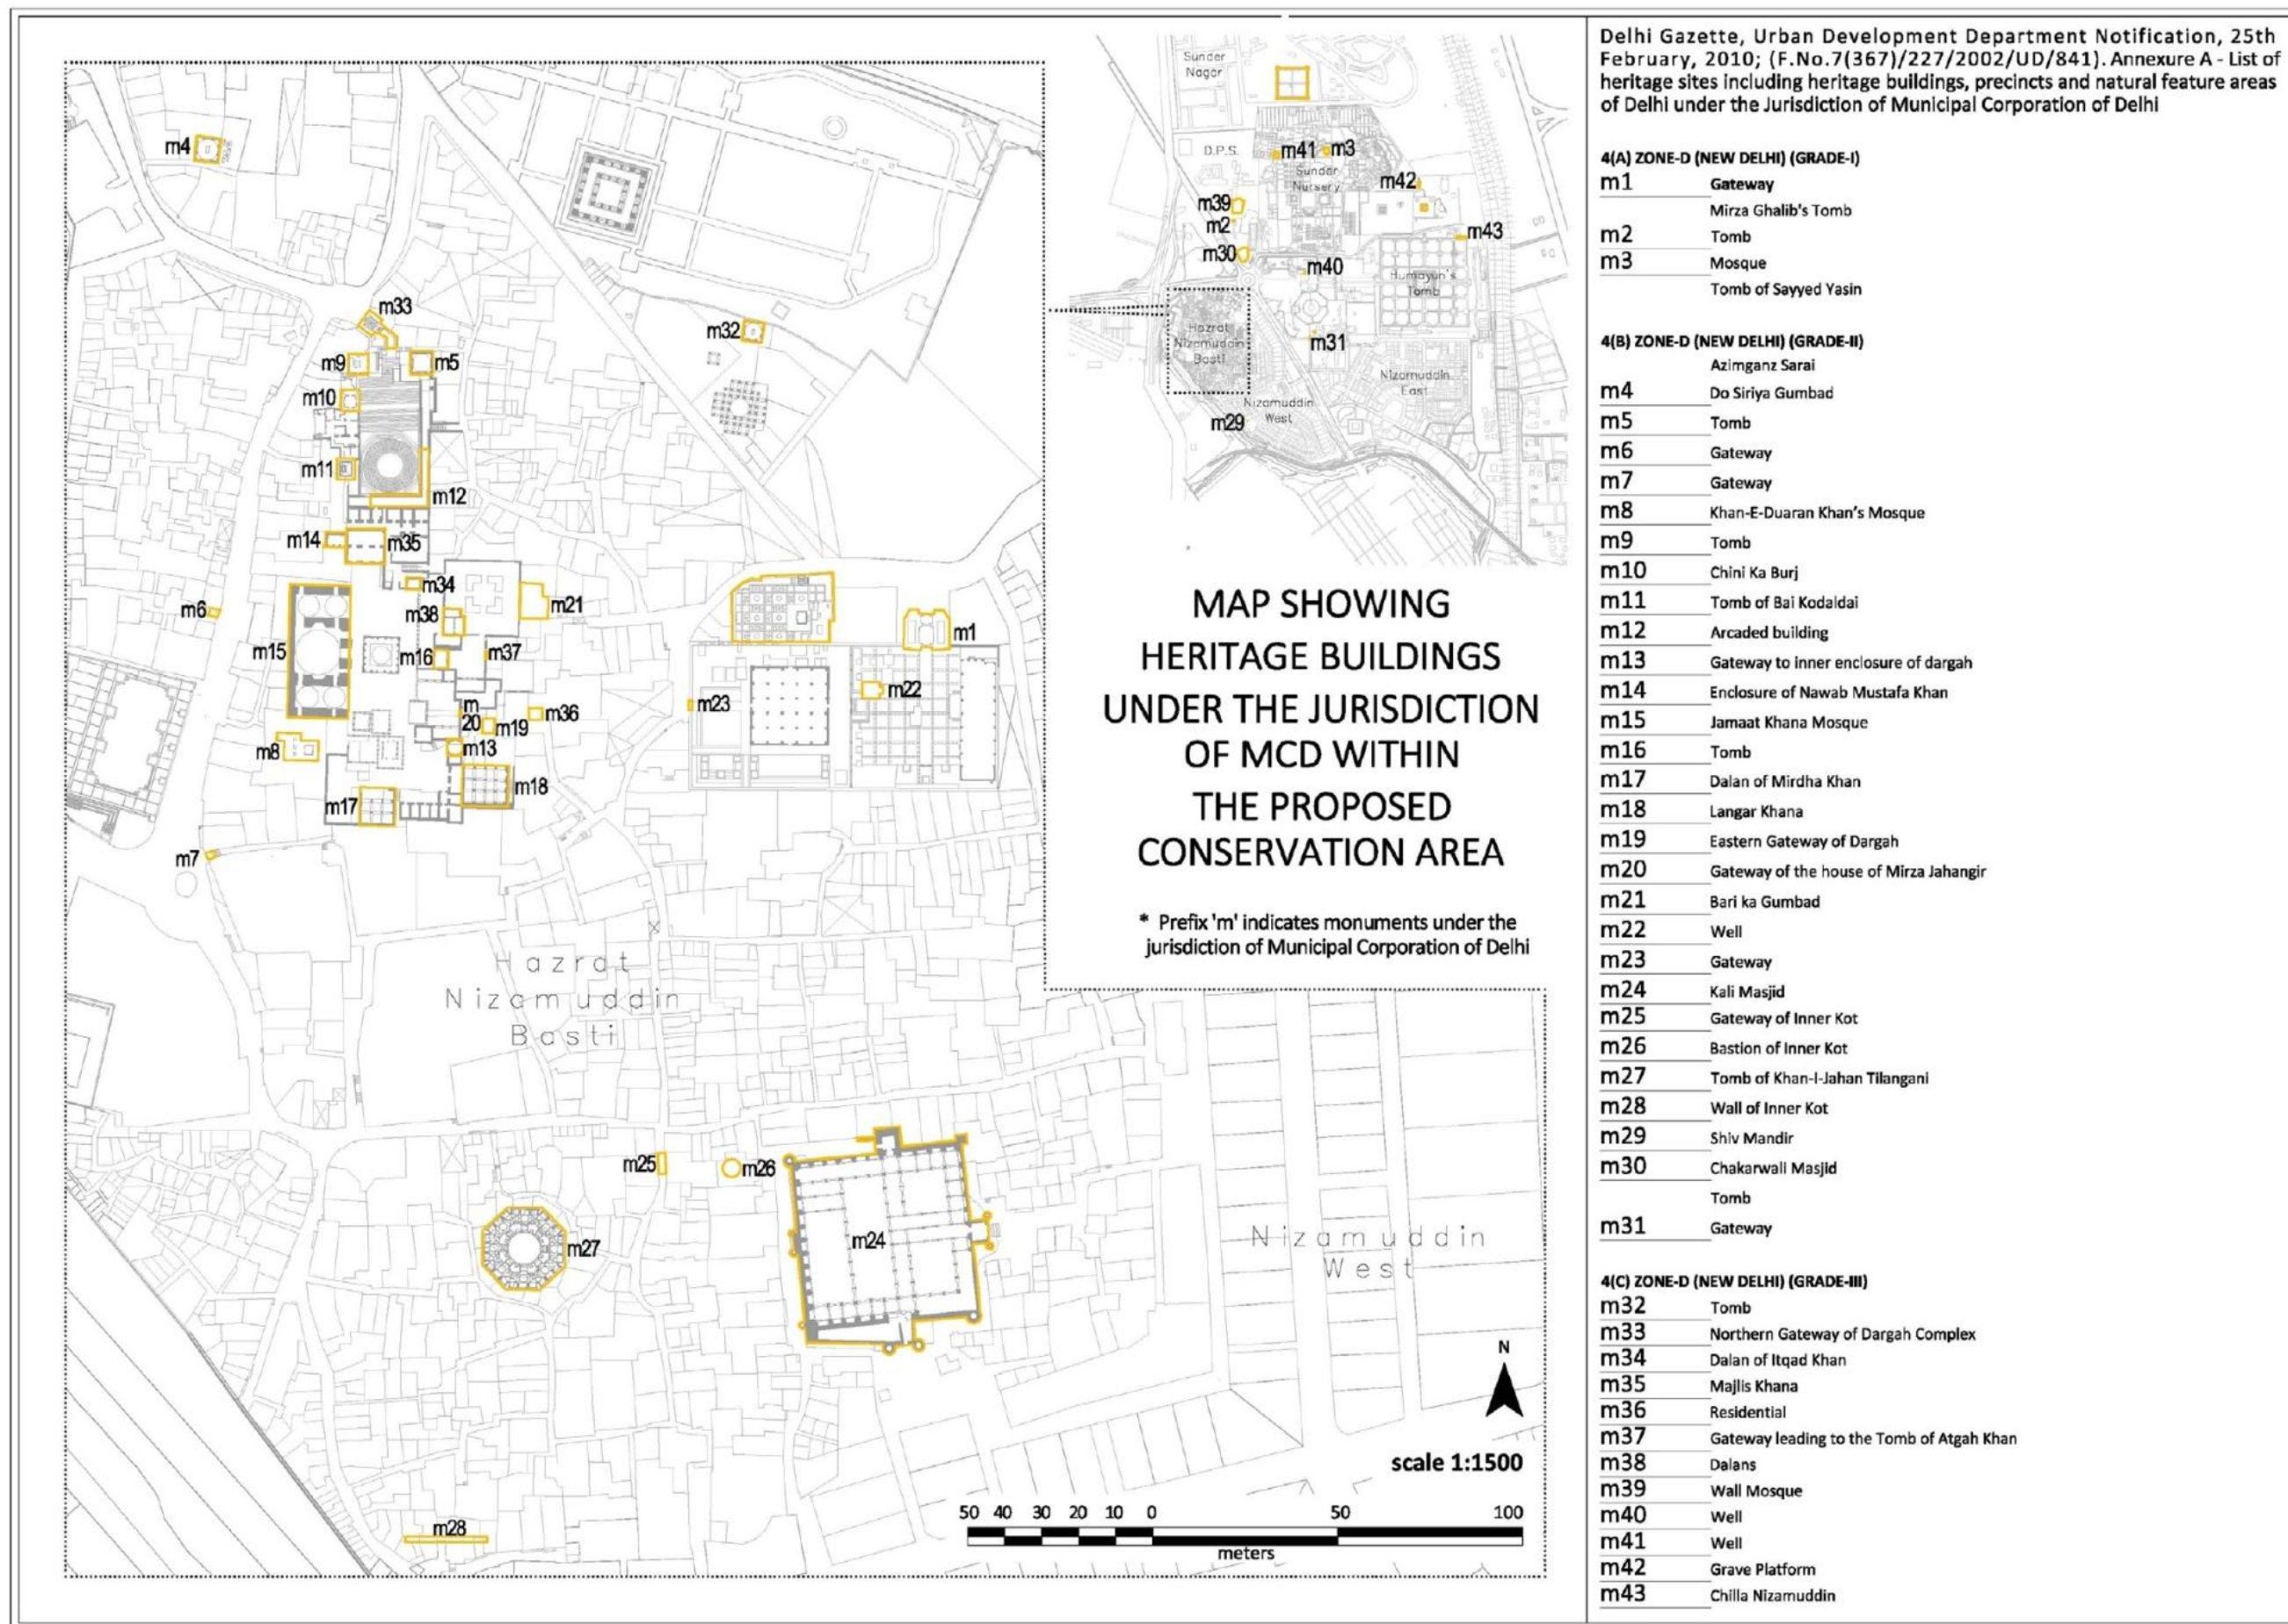 Delhi Gazette, Urban Development Department Notification, 25th
February, 2010; (F.No.7(367)/227/2002/UD/841). Annexure A - List of
heritage sites including heritage buildings, precincts and natural feature areas
of Delhi under the Jurisdiction of Municipal Corporation of Delhi
4(A) ZONE-D (NEW DELHI) (GRADE-I)
m1 Gateway
Mirza Ghalib's Tomb
m2 Tomb
m3 Mosque
Tomb of Sayyed Yasin
4(B) ZONE-D (NEW DELHI) (GRADE-II)
Azimganz Sarai
m4 Do Siriya Gumbad
m5 Tomb
m6 Gateway
m7 Gateway
m8 Khan-E-Duaran Khan's Mosque
m9 Tomb
m10 Chini Ka Burj
m11 Tomb of Bai Kodaldai
m12 Arcaded building
m13 Gateway to inner enclosure of dargah
m14 Enclosure of Nawab Mustafa Khan
m15 Jamaat Khana Mosque
m16 Tomb
m17 Dalan of Mirdha Khan
m18 Langar Khana
m19 Eastern Gateway of Dargah
m20 Gateway of the house of Mirza Jahangir
m21 Bari ka Gumbad
m22 Well
m23 Gateway
m24 Kali Masjid
m25 Gateway of Inner Kot
m26 Bastion of Inner Kot
m27 Tomb of Khan-I-Jahan Tilangani
m28 Wall of Inner Kot
m29 Shiv Mandir
m30 Chakarwali Masjid
Tomb
m31 Gateway
4(C) ZONE-D (NEW DELHI) (GRADE-III)
m32 Tomb
m33 Northern Gateway of Dargah Complex
m34 Dalan of Itqad Khan
m35 Majlis Khana
m36 Residential
m37 Gateway leading to the Tomb of Atgah Khan
m38 Dalans
m39 Wall Mosque
m40 Well
m41 Well
m42 Grave Platform
m43 Chilla Nizamuddin
Sunder
Nagar
D.P.S.
m41 m3
Sunder
Nursery
m42
m39
m2
m43
m30
m40
Humayun's
Tomb
Hazrat
Nizamuddin
Basti
m31
Nizamuddin
East
Nizamuddin
West
m29
MAP SHOWING
HERITAGE BUILDINGS
UNDER THE JURISDICTION
OF MCD WITHIN
THE PROPOSED
CONSERVATION AREA
* Prefix 'm' indicates monuments under the
jurisdiction of Municipal Corporation of Delhi
m4
m33
m32
m9
m5
m10
m11
m12
m14
m35
m34
m6
m21
m38
m1
m15
m16
m37
m22
m23
m
20
m19
m36
m8
m13
m18
m17
m7
Hazrat
Nizamuddin
Basti
m25
m26
m27
m24
Nizamuddin
West
m28
N
scale 1:1500
50 40 30 20 10 0 50 100
meters